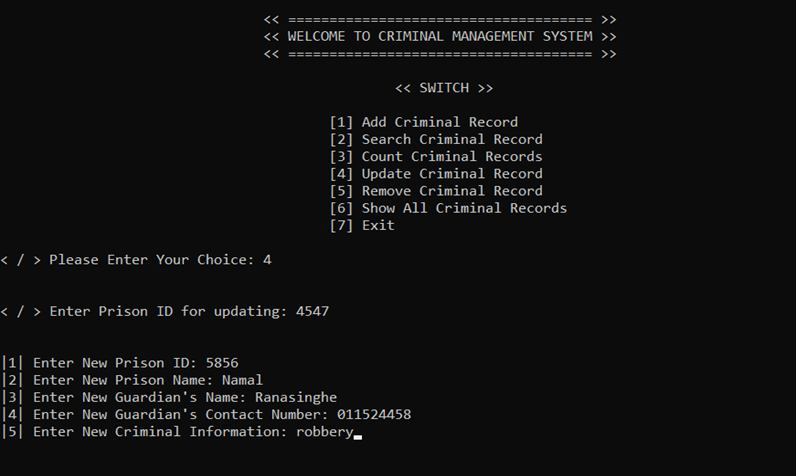 << ===================================== >>
<< WELCOME TO CRIMINAL MANAGEMENT SYSTEM >>
<< ===================================== >>
<< SWITCH >>
[1] Add Criminal Record
[2] Search Criminal Record
[3] Count Criminal Records
[4] Update Criminal Record
[5] Remove Criminal Record
[6] Show All Criminal Records
[7] Exit
< / > Please Enter Your Choice: 4
< / > Enter Prison ID for updating: 4547
|1| Enter New Prison ID: 5856
|2| Enter New Prison Name: Namal
|3| Enter New Guardian's Name: Ranasinghe
|4| Enter New Guardian's Contact Number: 011524458
|5| Enter New Criminal Information: robbery